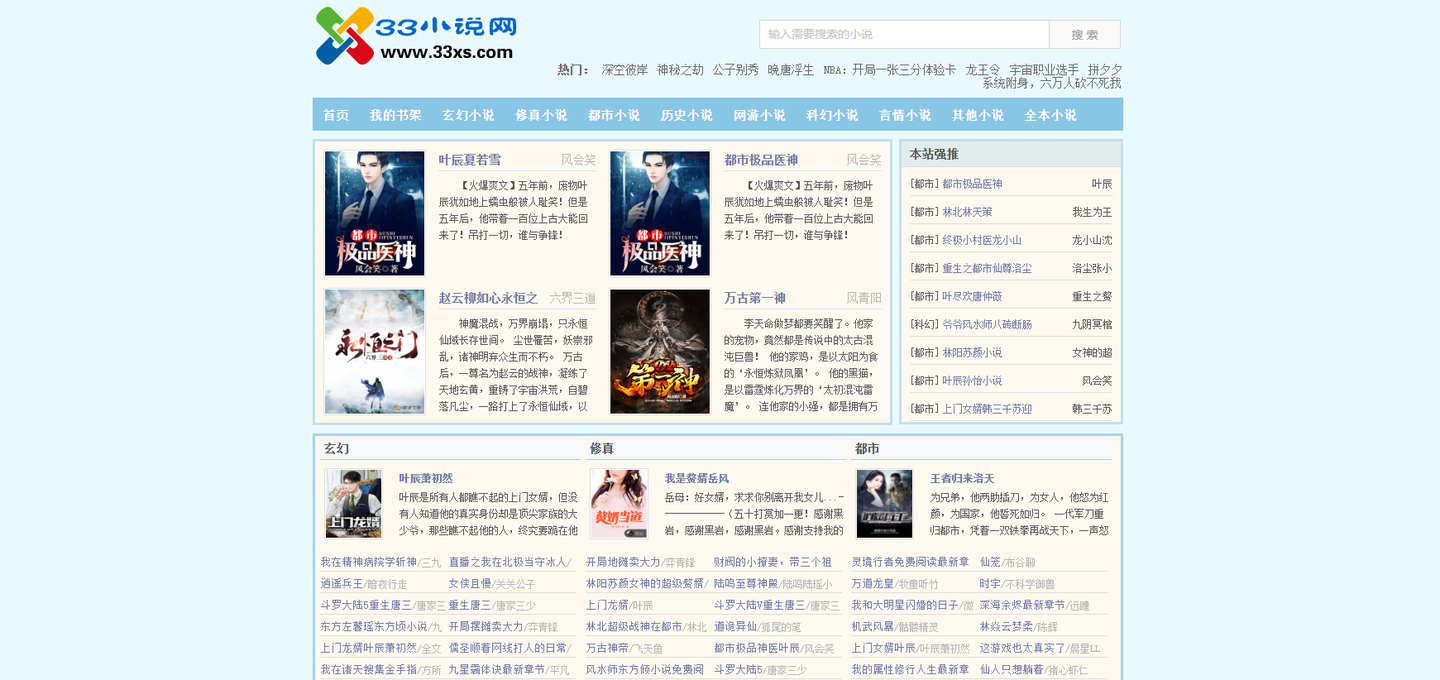 33小说网
www.33xs.com
输入需要搜索的小说
搜 索
热门： 深空彼岸 神秘之劫 公子别秀 晚唐浮生 NBA：开局一张三分体验卡 龙王令 宇宙职业选手 拼夕夕
系统附身，六万人砍不死我
首页 我的书架 玄幻小说 修真小说 都市小说 历史小说 网游小说 科幻小说 言情小说 其他小说 全本小说
叶辰夏若雪 风会笑
【火爆爽文】五年前，废物叶
辰犹如地上蠕虫般被人耻笑！但是
五年后，他带着一百位上古大能回
来了！吊打一切，谁与争锋！
都市
极品医神
风会笑◎著
都市极品医神 风会笑
【火爆爽文】五年前，废物叶
辰犹如地上蠕虫般被人耻笑！但是
五年后，他带着一百位上古大能回
来了！吊打一切，谁与争锋！
都市
极品医神
风会笑◎著
赵云柳如心永恒之 六界三道
神魔混战，万界崩塌，只永恒
仙域长存世间。 尘世罹苦，妖祟邪
乱，诸神明弃众生而不朽。 万古
后，一尊名为赵云的战神，凝练了
天地玄黄，重铸了宇宙洪荒，自碧
落凡尘，一路打上了永恒仙域，以
永恒之门
万古第一神 风青阳
李天命做梦都要笑醒了。他家
的宠物，竟然都是传说中的太古混
沌巨兽！ 他的家鸡，是以太阳为食
的‘永恒炼狱凤凰’。 他的黑猫，
是以雷霆炼化万界的‘太初混沌雷
魔’。 连他家的小强，都是拥有万
第一神
本站强推
[都市] 都市极品医神 叶辰
[都市] 林北林天策 我生为王
[都市] 终极小村医龙小山 龙小山沈
[都市] 重生之都市仙尊洛尘 洛尘张小
[都市] 叶尽欢唐仲薇 重生之赘
[科幻] 爷爷风水师八砖断肠 九阴冥棺
[都市] 林阳苏颜小说 女神的超
[都市] 叶辰孙怡小说 风会笑
[都市] 上门女婿韩三千苏迎 韩三千苏
玄幻
上门龙婿
叶辰萧初然
叶辰是所有人都瞧不起的上门女婿，但没
有人知道他的真实身份却是顶尖家族的大
少爷，那些瞧不起他的人，终究要跪在他
我在精神病院学斩神/三九 直播之我在北极当守冰人/
逍遥兵王/暗夜行走 女侠且慢/关关公子
斗罗大陆5重生唐三/唐家三 重生唐三/唐家三少
东方左馨瑶东方顷小说/九 开局摆摊卖大力/弈青锋
上门龙婿叶辰萧初然/全文 儒圣顺着网线打人的日常/
我在诸天搜集金手指/方所 九星霸体诀最新章节/平凡
修真
赘婿当道
我是赘婿岳风
岳母：好女婿，求求你别离开我女儿...－
——————（五十打赏加一更！感谢黑
岩，感谢黑岩，感谢黑岩。感谢支持我的
开局地摊卖大力/弈青锋 财阀的小撩妻，带三个祖
林阳苏颜女神的超级赘婿/ 陆鸣至尊神殿/陆鸣陆瑶小
上门龙婿/叶辰 斗罗大陆V重生唐三/唐家三
林北超级战神在都市/林北 道诡异仙/狐尾的笔
万古神帝/飞天鱼 都市极品神医叶辰/风会笑
风水师东方倾小说免费阅 斗罗大陆5/唐家三少
都市
王者归来洛天
为兄弟，他两肋插刀，为女人，他怒为红
颜，为国家，他誓死如归。 一代军刀重
归都市，凭着一双铁拳再战天下，一声怒
灵境行者免费阅读最新章 仙笼/布谷聊
万道龙皇/牧童听竹 时宇/不科学御兽
我和大明星闪婚的日子/微 深海余烬最新章节/远瞳
机武风暴/骷髅精灵 林焱云梦柔/陈辉
上门女婿叶辰/叶辰萧初然 这游戏也太真实了/晨星LL
我的属性修行人生最新章 仙人只想躺着/猪心虾仁